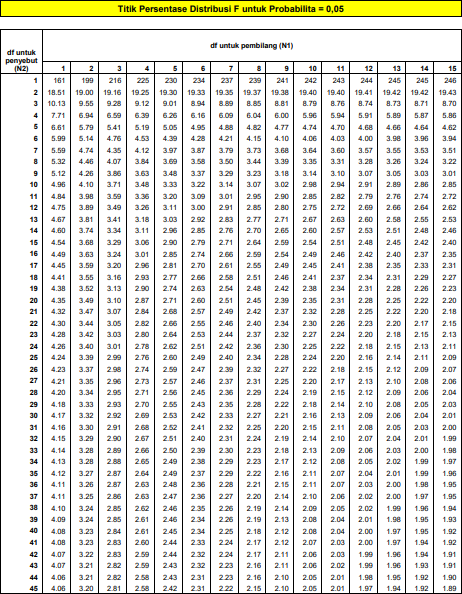 Titik Persentase Distribusi F untuk Probabilita = 0,05
df untuk penyebut (N2)
df untuk pembilang (N1)
1 2 3 4 5 6 7 8 9 10 11 12 13 14 15
1 161 199 216 225 230 234 237 239 241 242 243 244 245 245 246
2 18.51 19.00 19.16 19.25 19.30 19.33 19.35 19.37 19.38 19.40 19.40 19.41 19.42 19.42 19.43
3 10.13 9.55 9.28 9.12 9.01 8.94 8.89 8.85 8.81 8.79 8.76 8.74 8.73 8.71 8.70
4 7.71 6.94 6.59 6.39 6.26 6.16 6.09 6.04 6.00 5.96 5.94 5.91 5.89 5.87 5.86
5 6.61 5.79 5.41 5.19 5.05 4.95 4.88 4.82 4.77 4.74 4.70 4.68 4.66 4.64 4.62
6 5.99 5.14 4.76 4.53 4.39 4.28 4.21 4.15 4.10 4.06 4.03 4.00 3.98 3.96 3.94
7 5.59 4.74 4.35 4.12 3.97 3.87 3.79 3.73 3.68 3.64 3.60 3.57 3.55 3.53 3.51
8 5.32 4.46 4.07 3.84 3.69 3.58 3.50 3.44 3.39 3.35 3.31 3.28 3.26 3.24 3.22
9 5.12 4.26 3.86 3.63 3.48 3.37 3.29 3.23 3.18 3.14 3.10 3.07 3.05 3.03 3.01
10 4.96 4.10 3.71 3.48 3.33 3.22 3.14 3.07 3.02 2.98 2.94 2.91 2.89 2.86 2.85
11 4.84 3.98 3.59 3.36 3.20 3.09 3.01 2.95 2.90 2.85 2.82 2.79 2.76 2.74 2.72
12 4.75 3.89 3.49 3.26 3.11 3.00 2.91 2.85 2.80 2.75 2.72 2.69 2.66 2.64 2.62
13 4.67 3.81 3.41 3.18 3.03 2.92 2.83 2.77 2.71 2.67 2.63 2.60 2.58 2.55 2.53
14 4.60 3.74 3.34 3.11 2.96 2.85 2.76 2.70 2.65 2.60 2.57 2.53 2.51 2.48 2.46
15 4.54 3.68 3.29 3.06 2.90 2.79 2.71 2.64 2.59 2.54 2.51 2.48 2.45 2.42 2.40
16 4.49 3.63 3.24 3.01 2.85 2.74 2.66 2.59 2.54 2.49 2.46 2.42 2.40 2.37 2.35
17 4.45 3.59 3.20 2.96 2.81 2.70 2.61 2.55 2.49 2.45 2.41 2.38 2.35 2.33 2.31
18 4.41 3.55 3.16 2.93 2.77 2.66 2.58 2.51 2.46 2.41 2.37 2.34 2.31 2.29 2.27
19 4.38 3.52 3.13 2.90 2.74 2.63 2.54 2.48 2.42 2.38 2.34 2.31 2.28 2.26 2.23
20 4.35 3.49 3.10 2.87 2.71 2.60 2.51 2.45 2.39 2.35 2.31 2.28 2.25 2.22 2.20
21 4.32 3.47 3.07 2.84 2.68 2.57 2.49 2.42 2.37 2.32 2.28 2.25 2.22 2.20 2.18
22 4.30 3.44 3.05 2.82 2.66 2.55 2.46 2.40 2.34 2.30 2.26 2.23 2.20 2.17 2.15
23 4.28 3.42 3.03 2.80 2.64 2.53 2.44 2.37 2.32 2.27 2.24 2.20 2.18 2.15 2.13
24 4.26 3.40 3.01 2.78 2.62 2.51 2.42 2.36 2.30 2.25 2.22 2.18 2.15 2.13 2.11
25 4.24 3.39 2.99 2.76 2.60 2.49 2.40 2.34 2.28 2.24 2.20 2.16 2.14 2.11 2.09
26 4.23 3.37 2.98 2.74 2.59 2.47 2.39 2.32 2.27 2.22 2.18 2.15 2.12 2.09 2.07
27 4.21 3.35 2.96 2.73 2.57 2.46 2.37 2.31 2.25 2.20 2.17 2.13 2.10 2.08 2.06
28 4.20 3.34 2.95 2.71 2.56 2.45 2.36 2.29 2.24 2.19 2.15 2.12 2.09 2.06 2.04
29 4.18 3.33 2.93 2.70 2.55 2.43 2.35 2.28 2.22 2.18 2.14 2.10 2.08 2.05 2.03
30 4.17 3.32 2.92 2.69 2.53 2.42 2.33 2.27 2.21 2.16 2.13 2.09 2.06 2.04 2.01
31 4.16 3.30 2.91 2.68 2.52 2.41 2.32 2.25 2.20 2.15 2.11 2.08 2.05 2.03 2.00
32 4.15 3.29 2.90 2.67 2.51 2.40 2.31 2.24 2.19 2.14 2.10 2.07 2.04 2.01 1.99
33 4.14 3.28 2.89 2.66 2.50 2.39 2.30 2.23 2.18 2.13 2.09 2.06 2.03 2.00 1.98
34 4.13 3.28 2.88 2.65 2.49 2.38 2.29 2.23 2.17 2.12 2.08 2.05 2.02 1.99 1.97
35 4.12 3.27 2.87 2.64 2.49 2.37 2.29 2.22 2.16 2.11 2.07 2.04 2.01 1.99 1.96
36 4.11 3.26 2.87 2.63 2.48 2.36 2.28 2.21 2.15 2.11 2.07 2.03 2.00 1.98 1.95
37 4.11 3.25 2.86 2.63 2.47 2.36 2.27 2.20 2.14 2.10 2.06 2.02 2.00 1.97 1.95
38 4.10 3.24 2.85 2.62 2.46 2.35 2.26 2.19 2.14 2.09 2.05 2.02 1.99 1.96 1.94
39 4.09 3.24 2.85 2.61 2.46 2.34 2.26 2.19 2.13 2.08 2.04 2.01 1.98 1.95 1.93
40 4.08 3.23 2.84 2.61 2.45 2.34 2.25 2.18 2.12 2.08 2.04 2.00 1.97 1.95 1.92
41 4.08 3.23 2.83 2.60 2.44 2.33 2.24 2.17 2.12 2.07 2.03 2.00 1.97 1.94 1.92
42 4.07 3.22 2.83 2.59 2.44 2.32 2.24 2.17 2.11 2.06 2.03 1.99 1.96 1.94 1.91
43 4.07 3.21 2.82 2.59 2.43 2.32 2.23 2.16 2.11 2.06 2.02 1.99 1.96 1.93 1.91
44 4.06 3.21 2.82 2.58 2.43 2.31 2.23 2.16 2.10 2.05 2.01 1.98 1.95 1.92 1.90
45 4.06 3.20 2.81 2.58 2.42 2.31 2.22 2.15 2.10 2.05 2.01 1.97 1.94 1.92 1.89